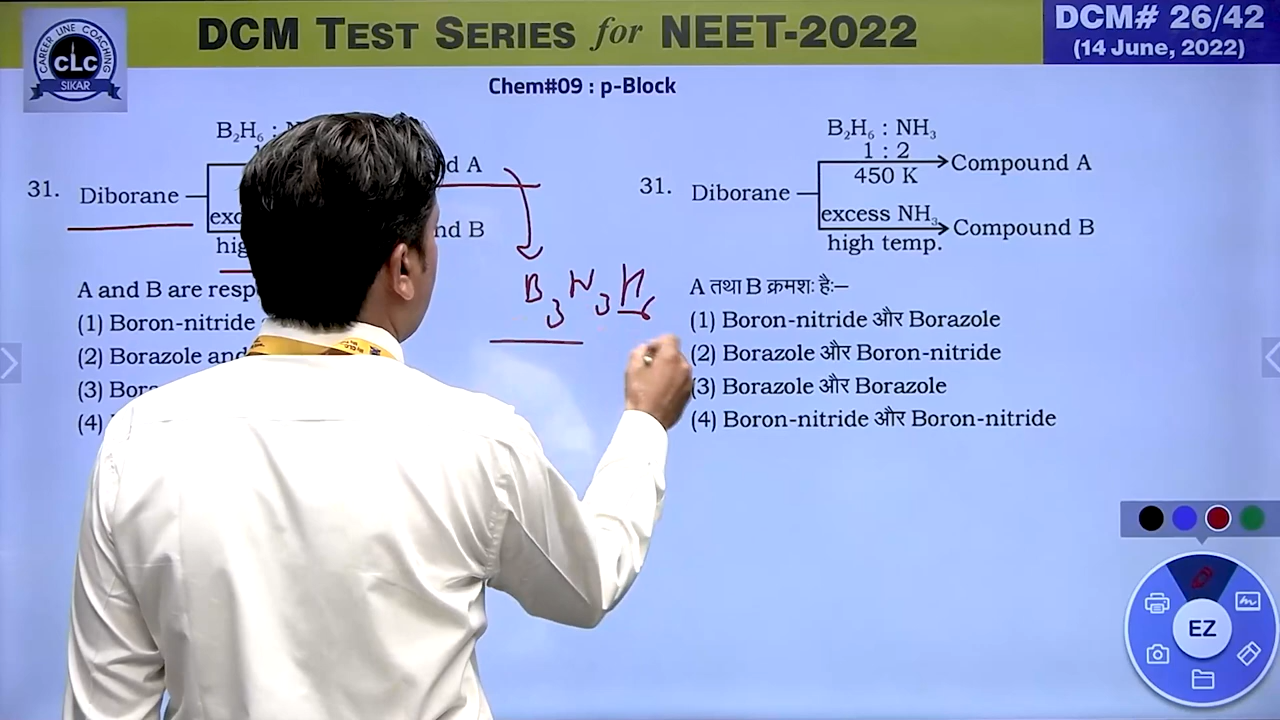 CAREER LINE COACHING
CLC
SIKAR
DCM TEST SERIES for NEET-2022
DCM# 26/42
(14 June, 2022)
Chem#09 : p-Block
B₂H₆ :
31. Diborane
d A
nd B
A and B are resp
(1) Boron-nitride
(2) Borazole and
(3)
(4)
B₃N₃H₆
B₂H₆ : NH₃
1 : 2
450 K
Compound A
31. Diborane
excess NH₃
high temp.
Compound B
A तथा B क्रमशः है:–
(1) Boron-nitride और Borazole
(2) Borazole और Boron-nitride
(3) Borazole और Borazole
(4) Boron-nitride और Boron-nitride
EZ